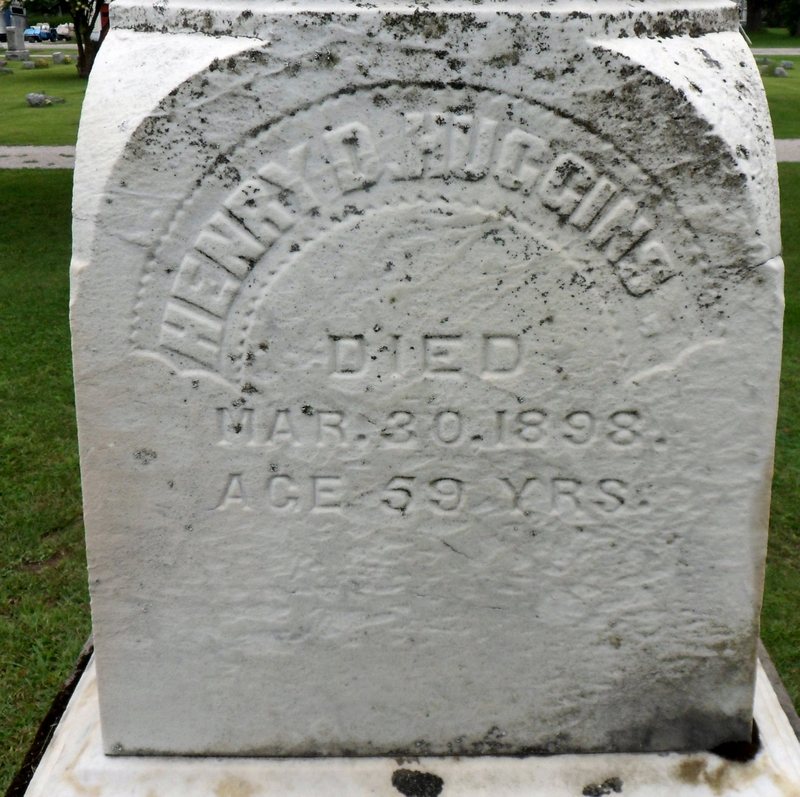 HENRY D. HUGGINS
DIED
MAR. 30. 1898.
AGE 59 YRS.